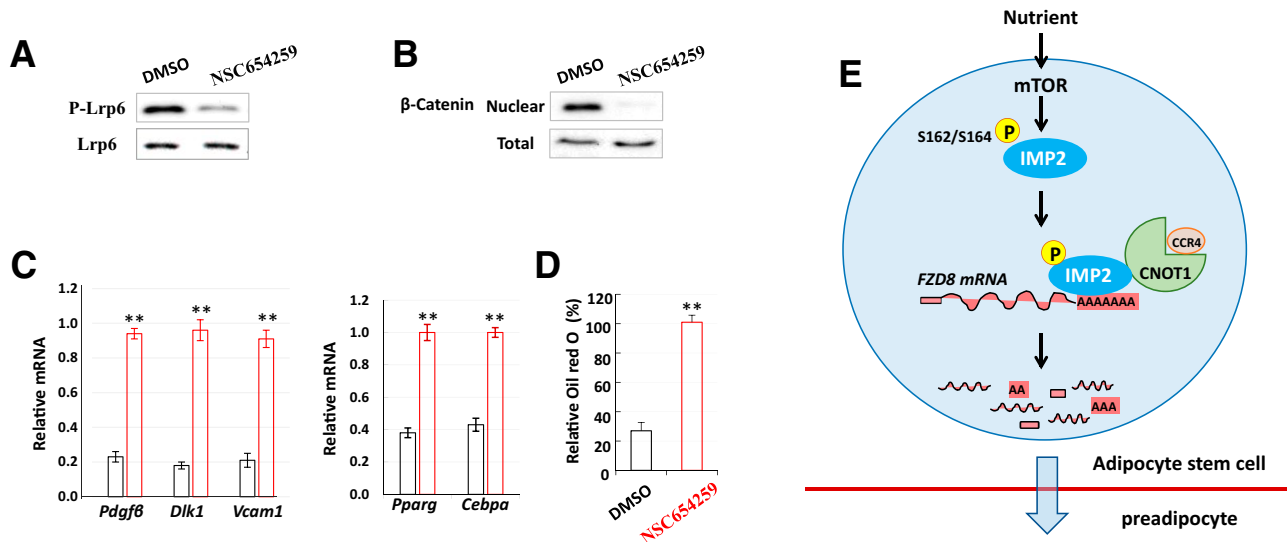 A
DMSO
NSC654259
P-Lrp6
Lrp6
B
DMSO
NSC654259
β-Catenin Nuclear
Total
C
Relative mRNA
1.2
1.0
0.8
0.6
0.4
0.2
0.0
** ** **
Pdgfβ Dlk1 Vcam1
Relative mRNA
1.2
1.0
0.8
0.6
0.4
0.2
0.0
** **
Pparg Cebpa
D
Relative Oil red O (%)
120
100
80
60
40
20
0
**
DMSO
NSC654259
E
Nutrient
mTOR
S162/S164 P
IMP2
P
IMP2
CCR4
CNOT1
FZD8 mRNA
AAAAAAA
AA
AAA
Adipocyte stem cell
preadipocyte